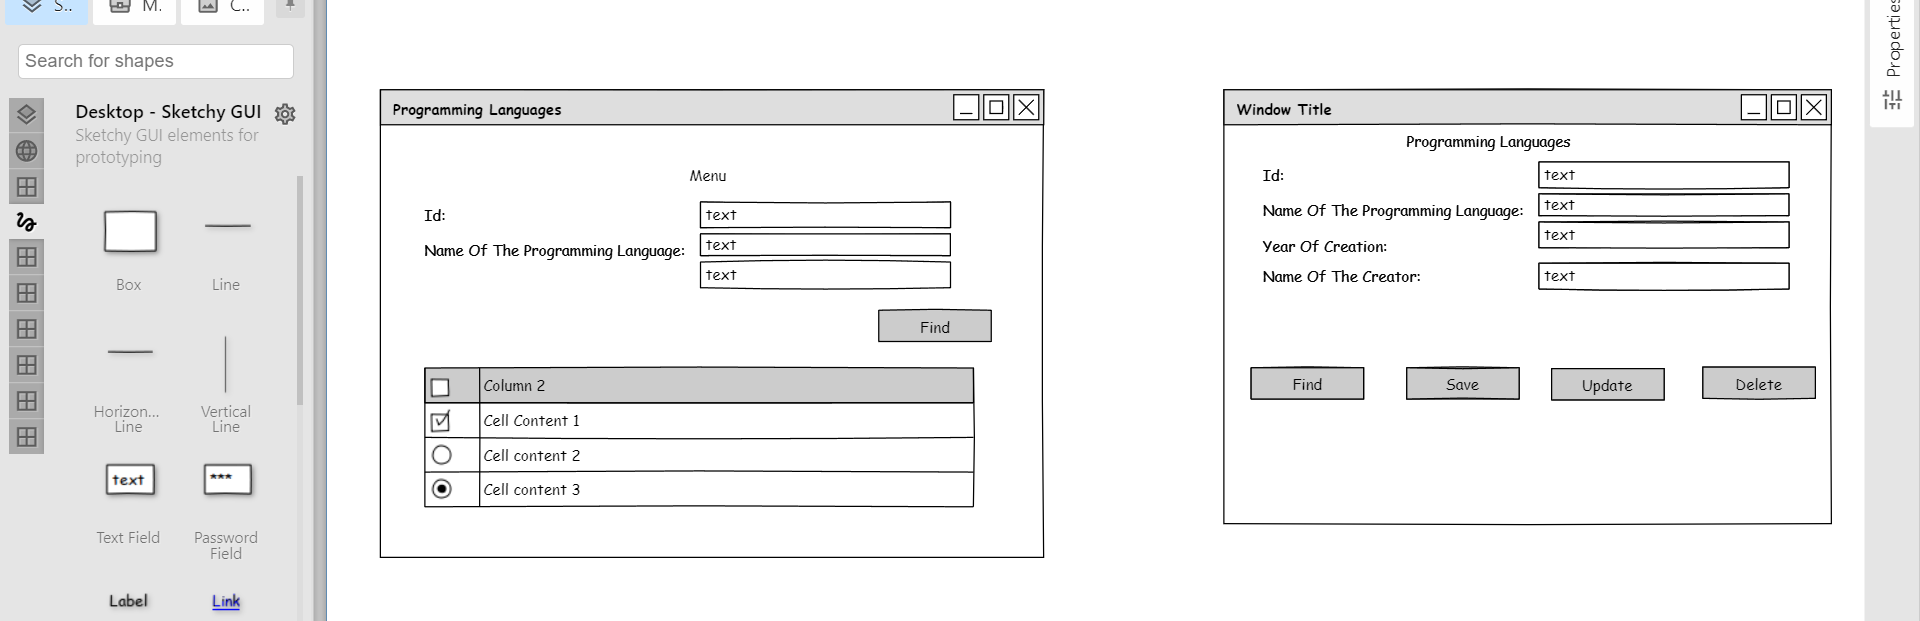 S..
M.
C..
Search for shapes
Desktop - Sketchy GUI
Sketchy GUI elements for
prototyping
Box
Line
Horizon...
Line
Vertical
Line
text
***
Text Field
Password
Field
Label
Link
Programming Languages
Menu
Id:
text
Name Of The Programming Language:
text
text
Find
Column 2
Cell Content 1
Cell content 2
Cell content 3
Window Title
Programming Languages
Id:
text
Name Of The Programming Language:
text
Year Of Creation:
text
Name Of The Creator:
text
Find
Save
Update
Delete
Properties